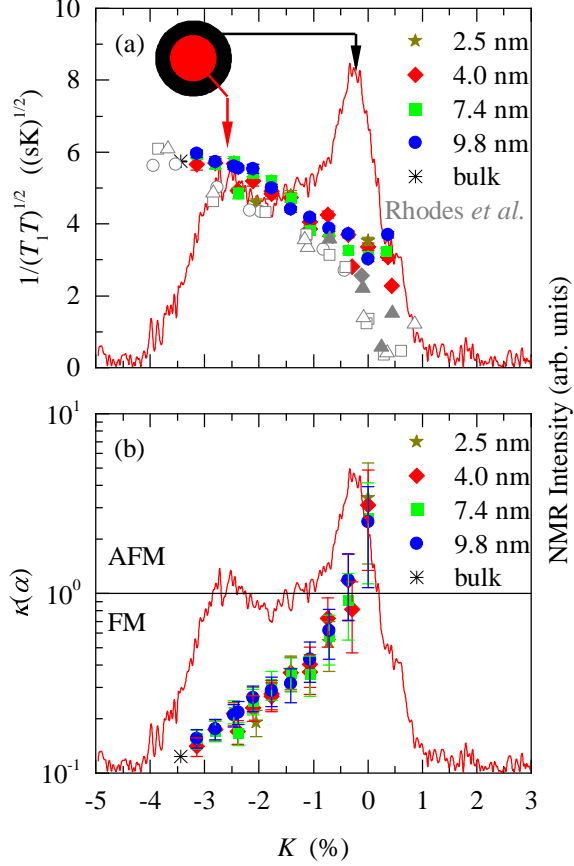 (a)
2.5 nm
4.0 nm
7.4 nm
9.8 nm
bulk
Rhodes et al.
10
8
6
4
2
0
1/(T₁T)^{1/2} ((sK)^{1/2})
(b)
2.5 nm
4.0 nm
7.4 nm
9.8 nm
bulk
AFM
FM
10¹
10⁰
10⁻¹
κ(α)
-5 -4 -3 -2 -1 0 1 2 3
K (%)
NMR Intensity (arb. units)